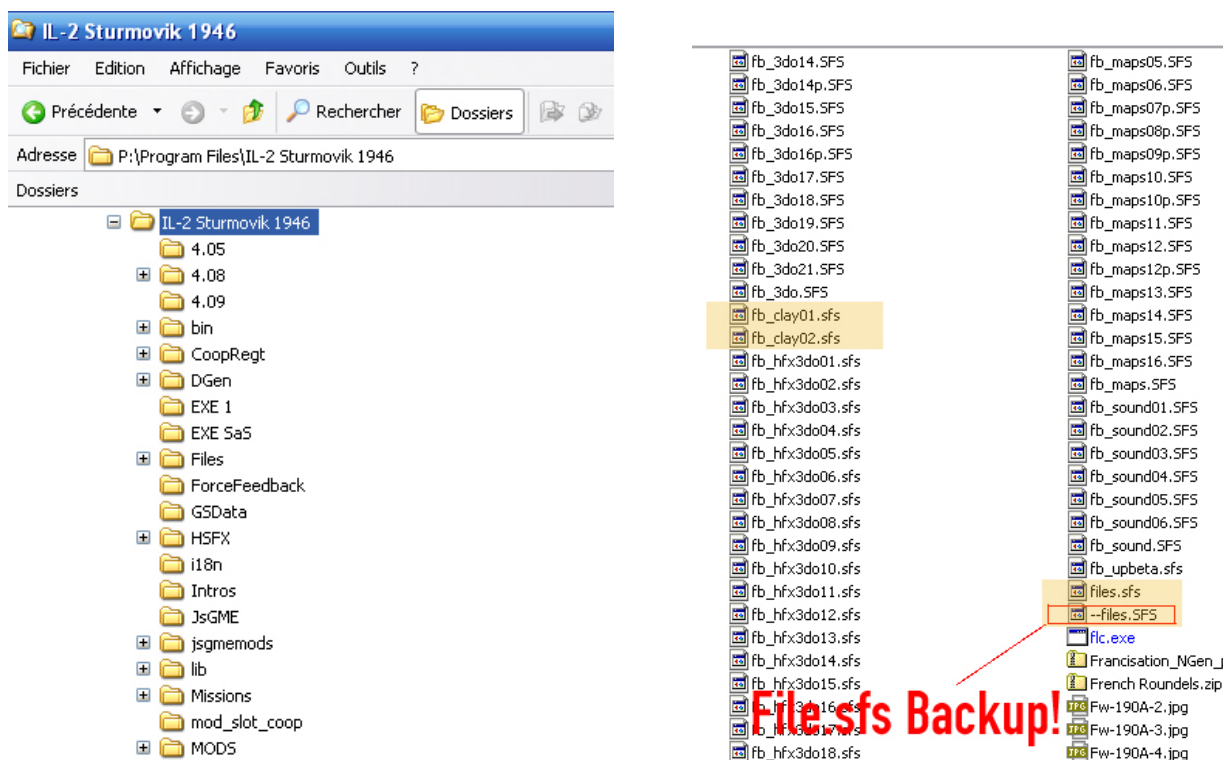 IL-2 Sturmovik 1946
Fichier Edition Affichage Favoris Outils ?
Précédente Rechercher Dossiers
Adresse P:\Program Files\IL-2 Sturmovik 1946
Dossiers
IL-2 Sturmovik 1946
4.05
4.08
4.09
bin
CoopRegt
DGen
EXE 1
EXE SaS
Files
ForceFeedback
GSData
HSFX
i18n
Intros
JsGME
jsgmemods
lib
Missions
mod_slot_coop
MODS
fb_3do14.SFS
fb_3do14p.SFS
fb_3do15.SFS
fb_3do16.SFS
fb_3do16p.SFS
fb_3do17.SFS
fb_3do18.SFS
fb_3do19.SFS
fb_3do20.SFS
fb_3do21.SFS
fb_3do.SFS
fb_clay01.sfs
fb_clay02.sfs
fb_hfx3do01.sfs
fb_hfx3do02.sfs
fb_hfx3do03.sfs
fb_hfx3do04.sfs
fb_hfx3do05.sfs
fb_hfx3do06.sfs
fb_hfx3do07.sfs
fb_hfx3do08.sfs
fb_hfx3do09.sfs
fb_hfx3do10.sfs
fb_hfx3do11.sfs
fb_hfx3do12.sfs
fb_hfx3do13.sfs
fb_hfx3do14.sfs
fb_hfx3do15.sfs
fb_hfx3do16.sfs
fb_hfx3do17.sfs
fb_hfx3do18.sfs
File.sfs Backup!
fb_maps05.SFS
fb_maps06.SFS
fb_maps07p.SFS
fb_maps08p.SFS
fb_maps09p.SFS
fb_maps10.SFS
fb_maps10p.SFS
fb_maps11.SFS
fb_maps12.SFS
fb_maps12p.SFS
fb_maps13.SFS
fb_maps14.SFS
fb_maps15.SFS
fb_maps16.SFS
fb_maps.SFS
fb_sound01.SFS
fb_sound02.SFS
fb_sound03.SFS
fb_sound04.SFS
fb_sound05.SFS
fb_sound06.SFS
fb_sound.SFS
fb_upbeta.sfs
files.sfs
--files.SFS
flc.exe
Francisation_NGen_
French Roundels.zip
Fw-190A-2.jpg
Fw-190A-3.jpg
Fw-190A-4.jpg